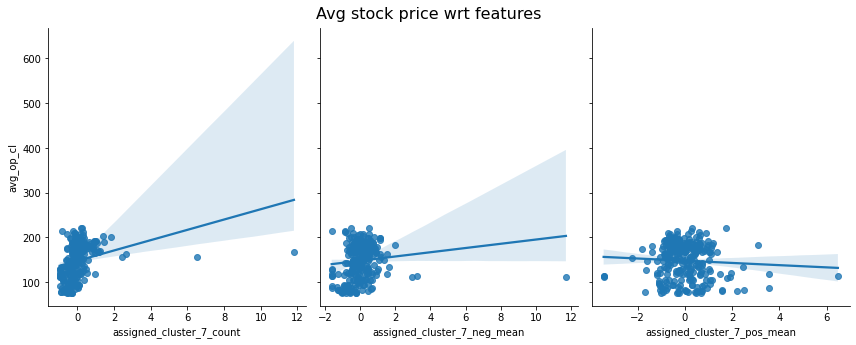 Avg stock price wrt features
avg_op_cl
600
500
400
300
200
100
0 2 4 6 8 10 12
assigned_cluster_7_count
−2 0 2 4 6 8 10 12
assigned_cluster_7_neg_mean
−2 0 2 4 6
assigned_cluster_7_pos_mean